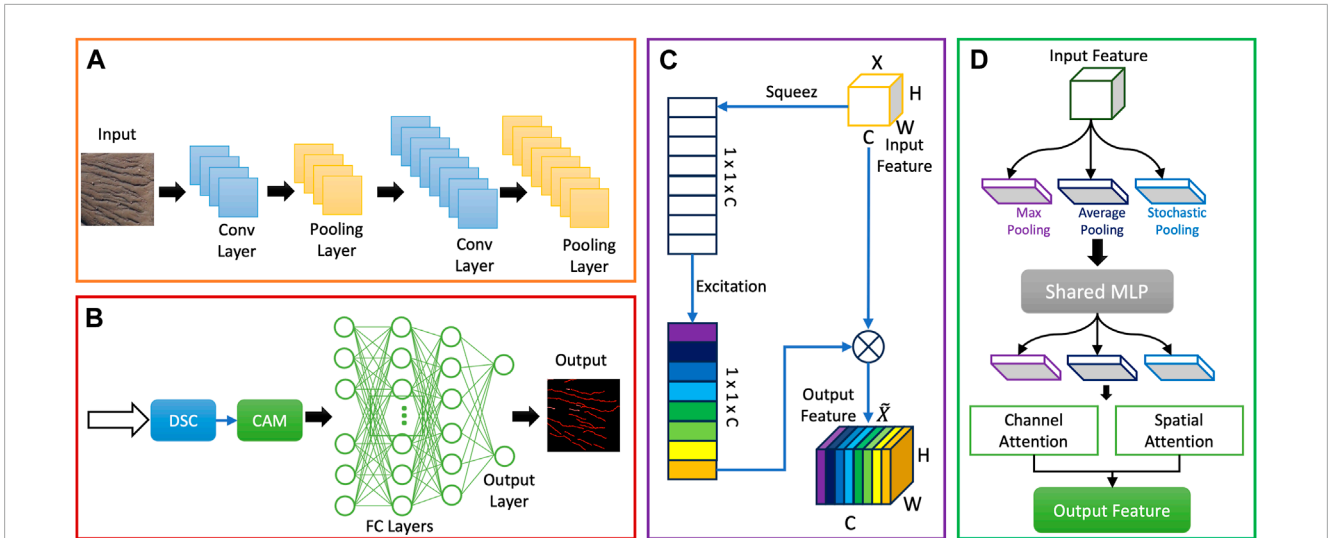 A
Input
Conv
Layer
Pooling
Layer
Conv
Layer
Pooling
Layer
B
DSC
CAM
FC Layers
Output
Layer
Output
C
X
H
W
C
Input
Feature
Squeez
1 x 1 x C
Excitation
1 x 1 x C
Output
Feature
X̃
H
W
C
D
Input Feature
Max
Pooling
Average
Pooling
Stochastic
Pooling
Shared MLP
Channel
Attention
Spatial
Attention
Output Feature